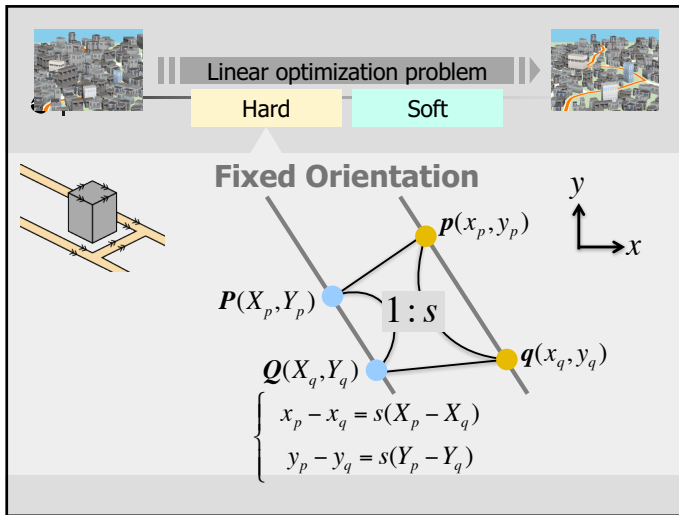 Linear optimization problem
Hard
Soft
Fixed Orientation
y
x
p(x_p, y_p)
P(X_p, Y_p)
1 : s
Q(X_q, Y_q)
q(x_q, y_q)
x_p − x_q = s(X_p − X_q)
y_p − y_q = s(Y_p − Y_q)